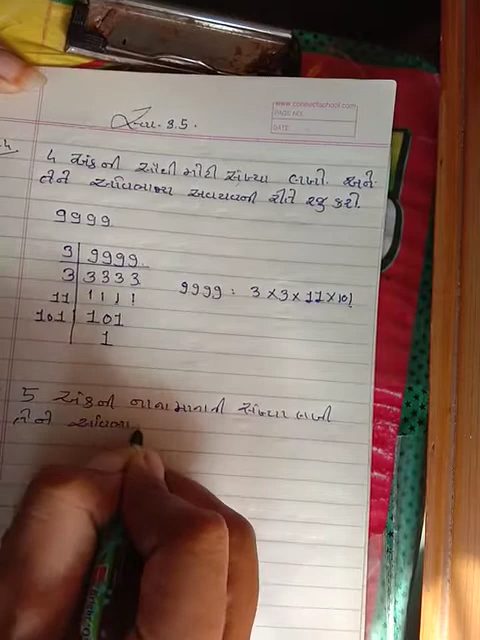 www.connectfaschool.com
PAGE NO.
DATE
સ્વા. 3.5.
4 અંકની સૌથી મોટી સંખ્યા લખો. અને
તેને અવિભાજ્ય અવયવની રીતે રજુ કરો.
9999
3 9999
3 3333
11 1111
101 101
1
9999 = 3 × 3 × 11 × 101
5 અંકની નાનામાનાની સંખ્યા લખી
તેને અવિભા